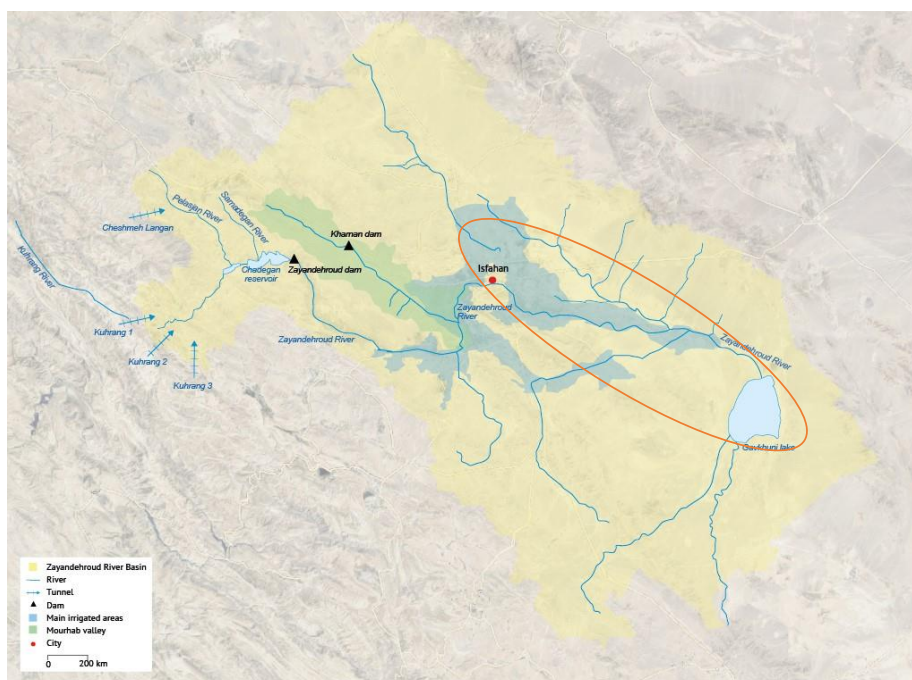 Pelasjan River
Samadegan River
Cheshmeh Langan
Khaman dam
Kuhrang River
Chadegan
reservoir
Zayandehroud dam
Isfahan
Zayandehroud
River
Kuhrang 1
Kuhrang 2
Kuhrang 3
Zayandehroud River
Zayandehroud River
Gavkhuni lake
Zayandehroud River Basin
River
Tunnel
Dam
Main irrigated areas
Mourhab valley
City
0 200 km